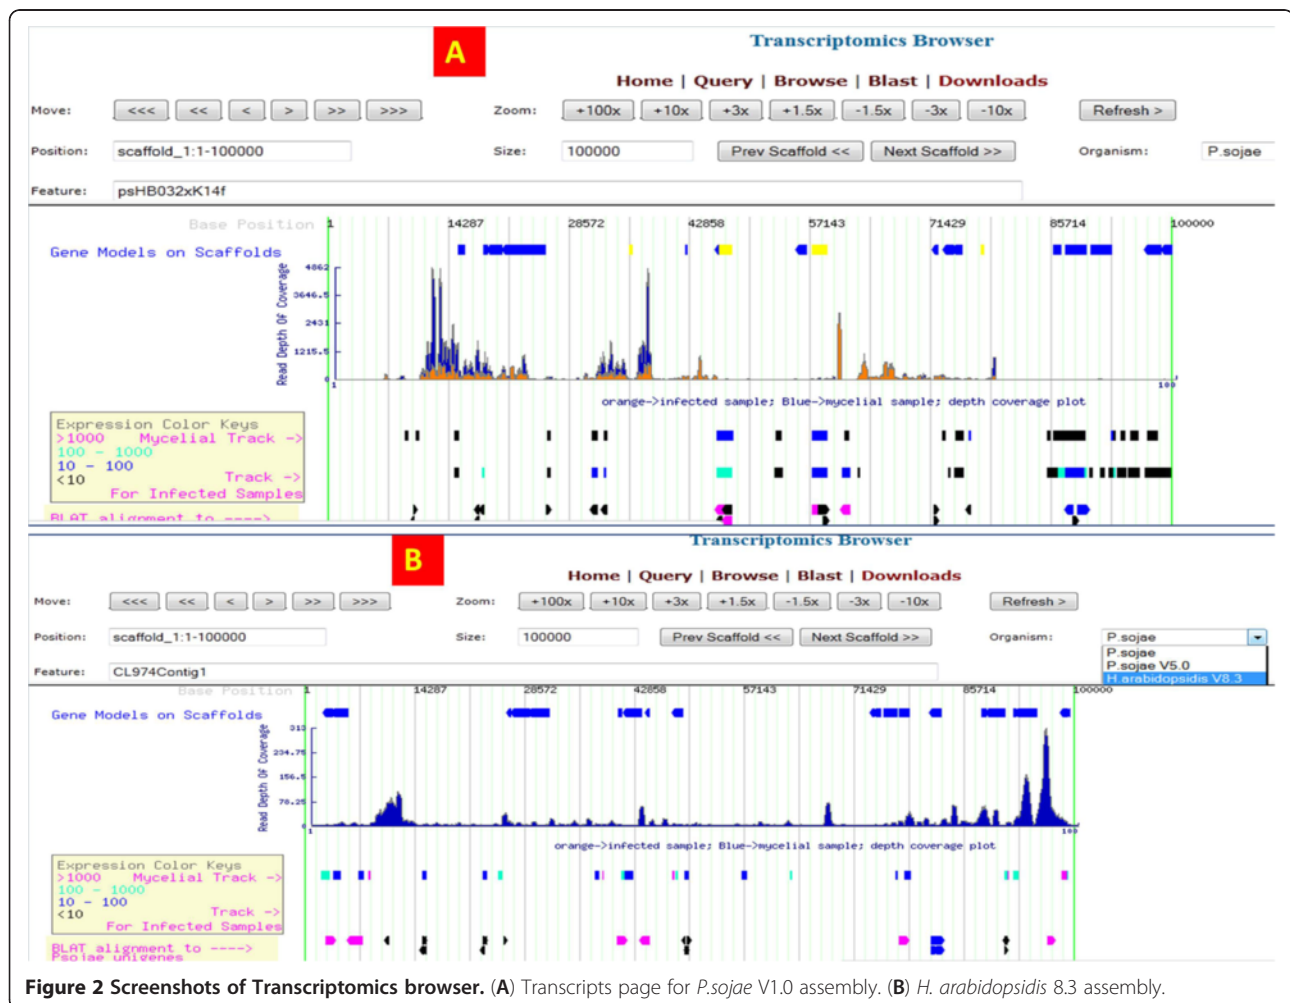 A
Transcriptomics Browser
Home | Query | Browse | Blast | Downloads
Move: <<< << < > >> >>> Zoom: +100x +10x +3x +1.5x -1.5x -3x -10x Refresh >
Position: scaffold_1:1-100000 Size: 100000 Prev Scaffold << Next Scaffold >> Organism: P.sojae
Feature: psHB032xK14f
Base Position 1 14287 28572 42858 57143 71429 85714 100000
Gene Models on Scaffolds
Read Depth Of Coverage
4862
3646.5
2431
1215.5
0
1 100
orange->infected sample; Blue->mycelial sample; depth coverage plot
Expression Color Keys
>1000 Mycelial Track ->
100 - 1000
10 - 100
<10 Track ->
For Infected Samples
BLAT alignment to ---->
B
Transcriptomics Browser
Home | Query | Browse | Blast | Downloads
Move: <<< << < > >> >>> Zoom: +100x +10x +3x +1.5x -1.5x -3x -10x Refresh >
Position: scaffold_1:1-100000 Size: 100000 Prev Scaffold << Next Scaffold >> Organism: P.sojae
P.sojae
P.sojae V5.0
H.arabidopsidis V8.3
Feature: CL974Contig1
Base Position 1 14287 28572 42858 57143 71429 85714 100000
Gene Models on Scaffolds
Read Depth Of Coverage
313
234.75
156.5
78.25
0
1 100
orange->infected sample; Blue->mycelial sample; depth coverage plot
Expression Color Keys
>1000 Mycelial Track ->
100 - 1000
10 - 100
<10 Track ->
For Infected Samples
BLAT alignment to ---->
Psojae unigenes
Figure 2 Screenshots of Transcriptomics browser. (A) Transcripts page for P.sojae V1.0 assembly. (B) H. arabidopsidis 8.3 assembly.